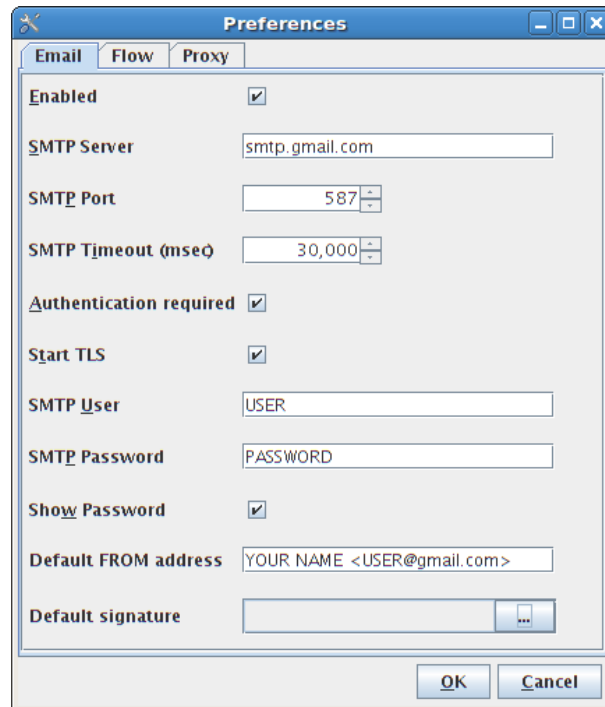 Preferences
Email Flow Proxy
Enabled
SMTP Server smtp.gmail.com
SMTP Port 587
SMTP Timeout (msec) 30,000
Authentication required
Start TLS
SMTP User USER
SMTP Password PASSWORD
Show Password
Default FROM address YOUR NAME <USER@gmail.com>
Default signature ...
OK Cancel